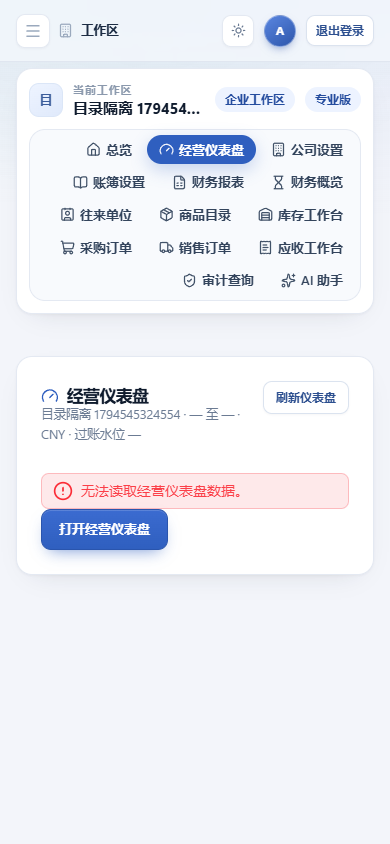 工作区
A
退出登录
目
当前工作区
目录隔离 179454...
企业工作区
专业版
总览
经营仪表盘
公司设置
账簿设置
财务报表
财务概览
往来单位
商品目录
库存工作台
采购订单
销售订单
应收工作台
审计查询
AI 助手
经营仪表盘
刷新仪表盘
目录隔离 1794545324554 · — 至 — ·
CNY · 过账水位 —
无法读取经营仪表盘数据。
打开经营仪表盘